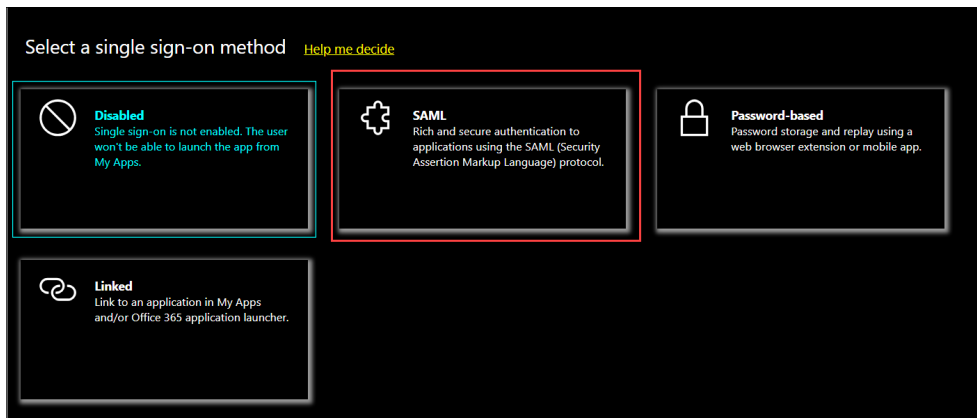 Select a single sign-on method Help me decide
Disabled
Single sign-on is not enabled. The user
won't be able to launch the app from
My Apps.
SAML
Rich and secure authentication to
applications using the SAML (Security
Assertion Markup Language) protocol.
Password-based
Password storage and replay using a
web browser extension or mobile app.
Linked
Link to an application in My Apps
and/or Office 365 application launcher.